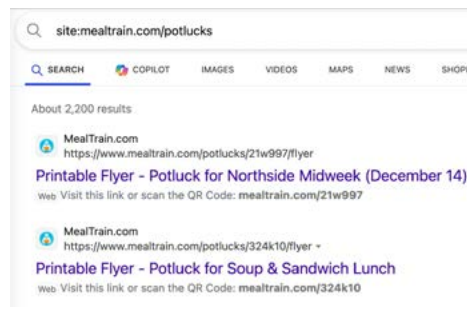 site:mealtrain.com/potlucks
SEARCH COPILOT IMAGES VIDEOS MAPS NEWS SHOP
About 2,200 results
MealTrain.com
https://www.mealtrain.com/potlucks/21w997/flyer
Printable Flyer - Potluck for Northside Midweek (December 14)
Web Visit this link or scan the QR Code: mealtrain.com/21w997
MealTrain.com
https://www.mealtrain.com/potlucks/324k10/flyer
Printable Flyer - Potluck for Soup & Sandwich Lunch
Web Visit this link or scan the QR Code: mealtrain.com/324k10